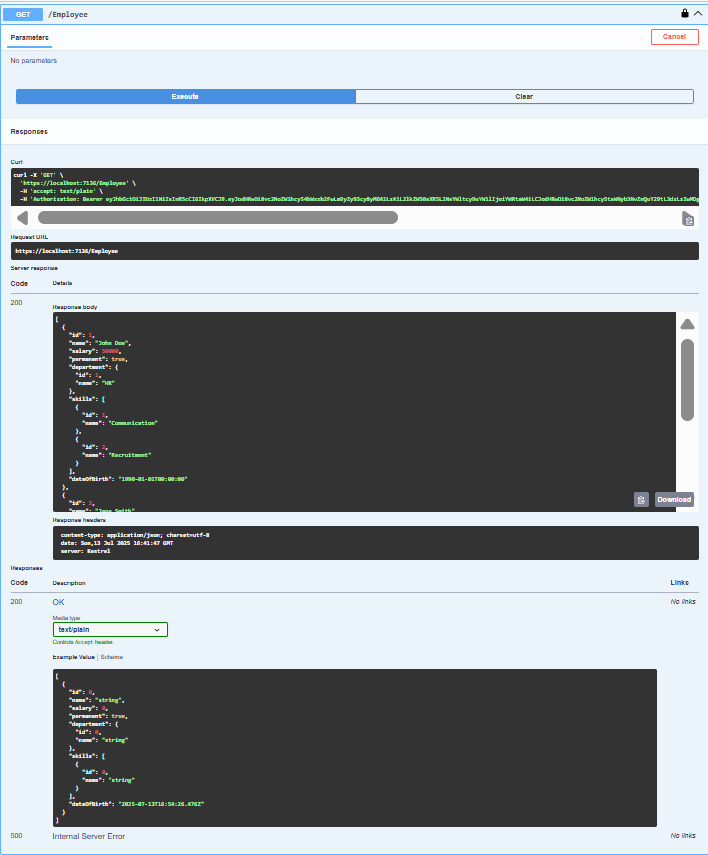 GET /Employee
Parameters
Cancel
No parameters
Execute
Clear
Responses
Curl
curl -X 'GET' \
'https://localhost:7136/Employee' \
-H 'accept: text/plain' \
-H 'Authorization: Bearer
Request URL
https://localhost:7136/Employee
Server response
Code Details
200
Response body
[
{
"id": 1,
"name": "John Doe",
"salary": 50000,
"permanent": true,
"department": {
"id": 1,
"name": "HR"
},
"skills": [
{
"id": 1,
"name": "Communication"
},
{
"id": 2,
"name": "Recruitment"
}
],
"dateOfBirth": "1990-01-01T00:00:00"
},
{
"id": 2,
"name": "Jane Smith"
Download
Response headers
content-type: application/json; charset=utf-8
date: Sun,13 Jul 2025 16:41:47 GMT
server: Kestrel
Responses
Code Description Links
200 OK No links
Media type
text/plain
Controls Accept header.
Example Value | Schema
[
{
"id": 0,
"name": "string",
"salary": 0,
"permanent": true,
"department": {
"id": 0,
"name": "string"
},
"skills": [
{
"id": 0,
"name": "string"
}
],
"dateOfBirth": "2025-07-13T16:54:26.476Z"
}
]
500 Internal Server Error No links